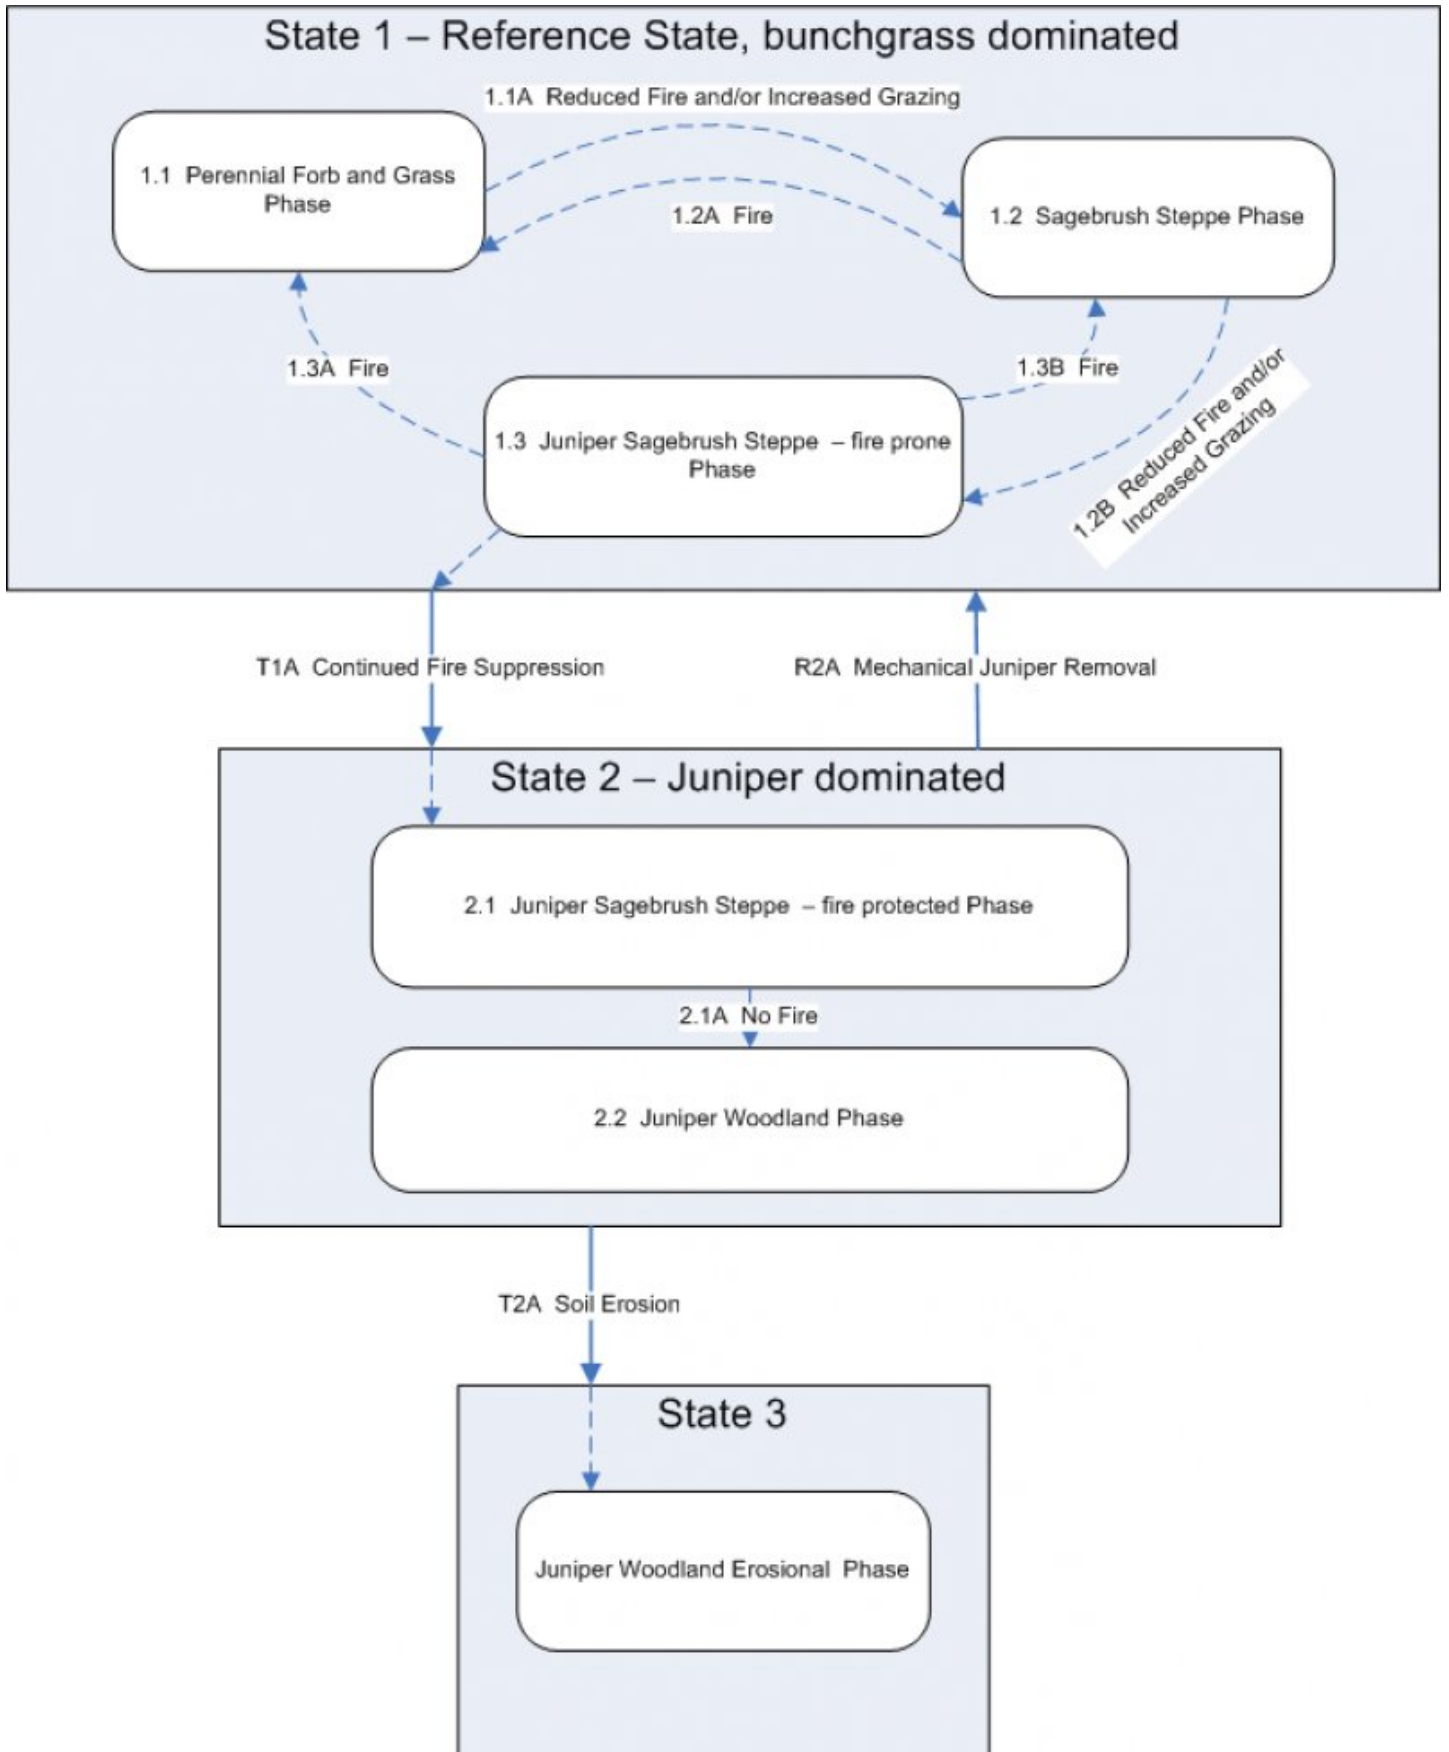 State 1 – Reference State, bunchgrass dominated
1.1A  Reduced Fire and/or Increased Grazing
1.1  Perennial Forb and Grass
Phase
1.2A  Fire
1.2  Sagebrush Steppe Phase
1.3A  Fire
1.3B  Fire
1.2B  Reduced Fire and/or
Increased Grazing
1.3  Juniper Sagebrush Steppe  – fire prone
Phase
T1A  Continued Fire Suppression
R2A  Mechanical Juniper Removal
State 2 – Juniper dominated
2.1  Juniper Sagebrush Steppe  – fire protected Phase
2.1A  No Fire
2.2  Juniper Woodland Phase
T2A  Soil Erosion
State 3
Juniper Woodland Erosional  Phase